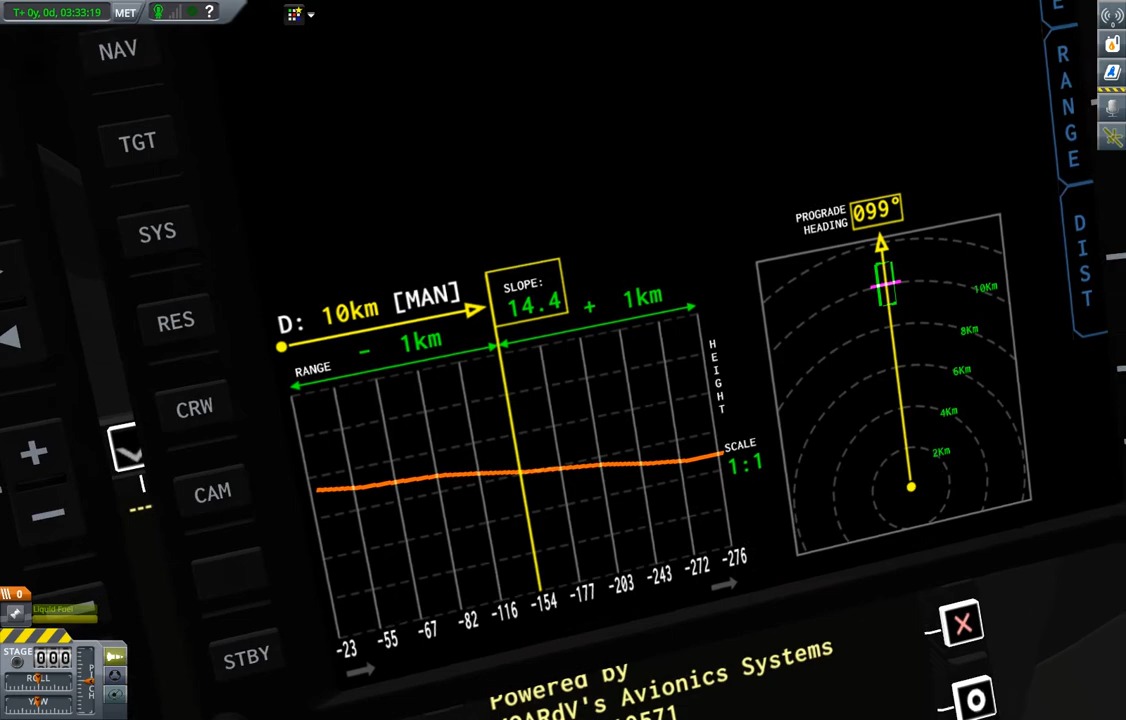 T+ 0y, 0d, 03:33:19
MET
?
NAV
TGT
SYS
RES
CRW
CAM
STBY
RANGE
DIST
PROGRADE
HEADING
099°
10Km
8Km
6Km
4Km
2Km
D: 10km [MAN]
SLOPE:
14.4
- 1km
+ 1km
RANGE
HEIGHT
SCALE
1:1
-23 -55 -67 -82 -116 -154 -177 -203 -243 -272 -276
Powered by
Avionics Systems
0
Liquid Fuel
STAGE
000
ROLL
YAW
PITCH